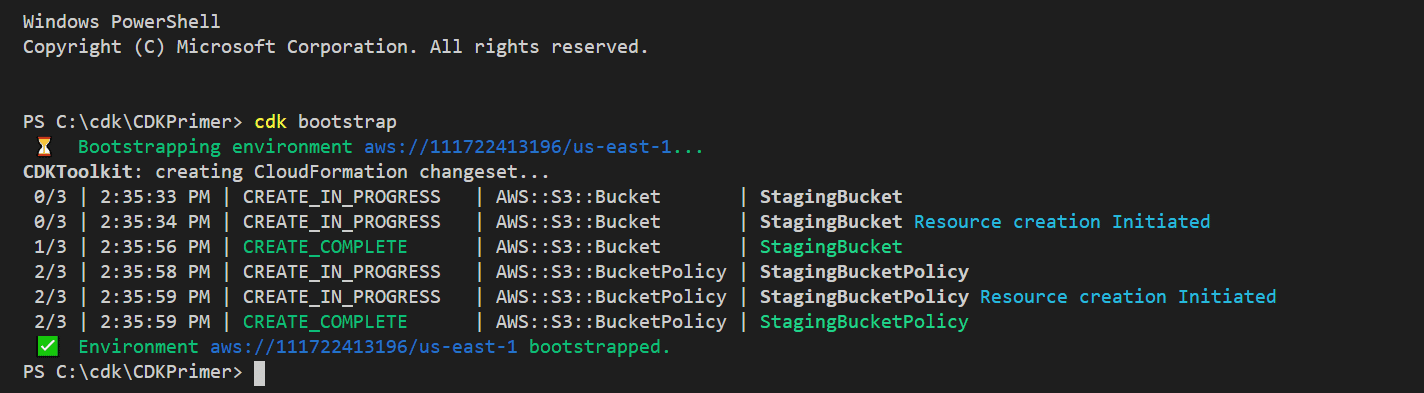 Windows PowerShell
Copyright (C) Microsoft Corporation. All rights reserved.
PS C:\cdk\CDKPrimer> cdk bootstrap
⏳  Bootstrapping environment aws://111722413196/us-east-1...
CDKToolkit: creating CloudFormation changeset...
0/3 | 2:35:33 PM | CREATE_IN_PROGRESS   | AWS::S3::Bucket       | StagingBucket
0/3 | 2:35:34 PM | CREATE_IN_PROGRESS   | AWS::S3::Bucket       | StagingBucket Resource creation Initiated
1/3 | 2:35:56 PM | CREATE_COMPLETE      | AWS::S3::Bucket       | StagingBucket
2/3 | 2:35:58 PM | CREATE_IN_PROGRESS   | AWS::S3::BucketPolicy | StagingBucketPolicy
2/3 | 2:35:59 PM | CREATE_IN_PROGRESS   | AWS::S3::BucketPolicy | StagingBucketPolicy Resource creation Initiated
2/3 | 2:35:59 PM | CREATE_COMPLETE      | AWS::S3::BucketPolicy | StagingBucketPolicy
✅  Environment aws://111722413196/us-east-1 bootstrapped.
PS C:\cdk\CDKPrimer>